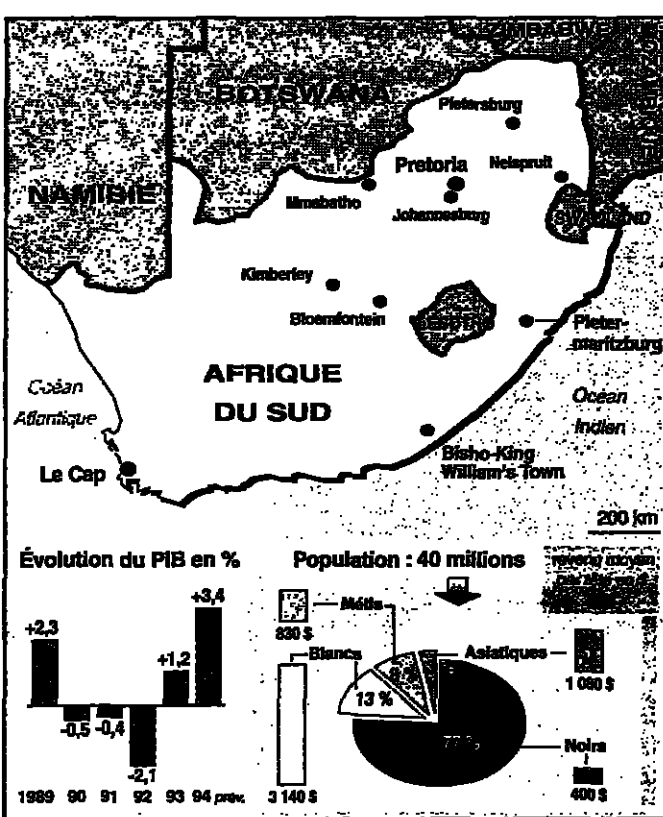 ZIMBABWE
BOTSWANA
Pietersburg
NAMIBIE
Pretoria
Nelspruit
Mmabatho
Johannesburg
SWAZILAND
Kimberley
Bloemfontein
LESOTHO
Pieter-
maritzburg
AFRIQUE
DU SUD
Océan
Atlantique
Océan
Indien
Bisho-King
William's Town
Le Cap
200 km
Évolution du PIB en %
+2,3
-0,5
-0,4
-2,1
+1,2
+3,4
1989 90 91 92 93 94 prév.
Population : 40 millions
revenu moyen
Métis
830 $
Blancs
13 %
3 140 $
Asiatiques
1 080 $
Noirs
400 $